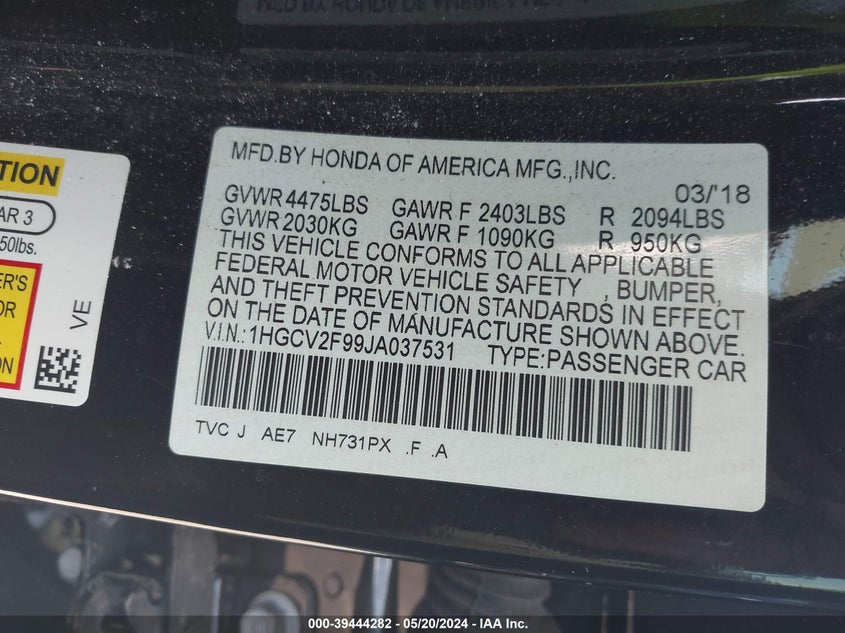 MFD.BY HONDA OF AMERICA MFG.,INC.
03/'18
GVWR 4475LBS GAWR F 2403LBS R 2094LBS
GVWR 2030KG GAWR F 1090KG R 950KG
THIS VEHICLE CONFORMS TO ALL APPLICABLE
FEDERAL MOTOR VEHICLE SAFETY , BUMPER,
AND THEFT PREVENTION STANDARDS IN EFFECT
ON THE DATE OF MANUFACTURE SHOWN ABOVE.
V.I.N.:1HGCV2F99JA037531 TYPE:PASSENGER CAR
TVC J AE7 NH731PX .F .A
TION
AR 3
50lbs.
ER'S
OR
ON
VE
000-39444282 - 05/20/2024 - IAA Inc.